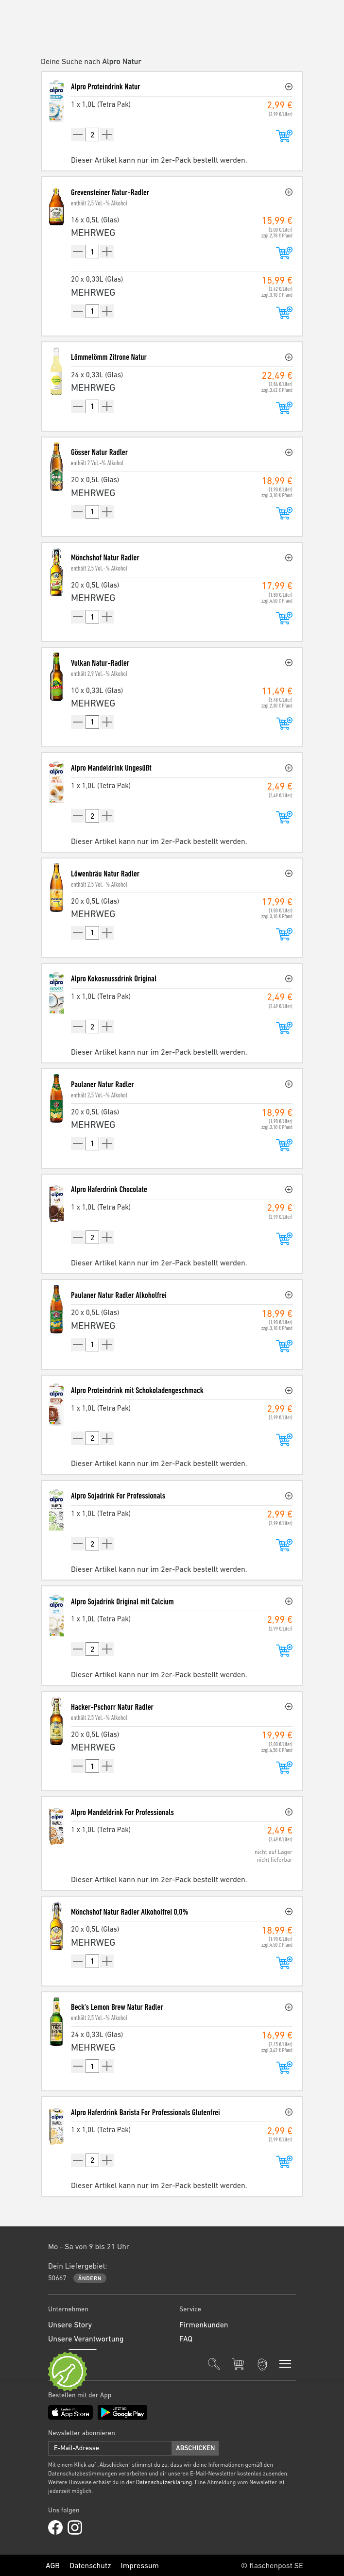 Deine Suche nach Alpro Natur
Alpro Proteindrink Natur
1 x 1,0L (Tetra Pak)
2,99 €
(2,99 €/Liter)
2
Dieser Artikel kann nur im 2er-Pack bestellt werden.
Grevensteiner Natur-Radler
enthält 2,5 Vol.-% Alkohol
16 x 0,5L (Glas)
15,99 €
MEHRWEG
(2,00 €/Liter)
zzgl. 2,78 € Pfand
1
20 x 0,33L (Glas)
15,99 €
MEHRWEG
(2,42 €/Liter)
zzgl. 3,10 € Pfand
1
Lömmelömm Zitrone Natur
24 x 0,33L (Glas)
22,49 €
MEHRWEG
(2,84 €/Liter)
zzgl. 3,42 € Pfand
1
Gösser Natur Radler
enthält 2 Vol.-% Alkohol
20 x 0,5L (Glas)
18,99 €
MEHRWEG
(1,90 €/Liter)
zzgl. 3,10 € Pfand
1
Mönchshof Natur Radler
enthält 2,5 Vol.-% Alkohol
20 x 0,5L (Glas)
17,99 €
MEHRWEG
(1,80 €/Liter)
zzgl. 4,50 € Pfand
1
Vulkan Natur-Radler
enthält 2,9 Vol.-% Alkohol
10 x 0,33L (Glas)
11,49 €
MEHRWEG
(3,48 €/Liter)
zzgl. 2,30 € Pfand
1
Alpro Mandeldrink Ungesüßt
1 x 1,0L (Tetra Pak)
2,49 €
(2,49 €/Liter)
2
Dieser Artikel kann nur im 2er-Pack bestellt werden.
Löwenbräu Natur Radler
enthält 2,5 Vol.-% Alkohol
20 x 0,5L (Glas)
17,99 €
MEHRWEG
(1,80 €/Liter)
zzgl. 3,10 € Pfand
1
Alpro Kokosnussdrink Original
1 x 1,0L (Tetra Pak)
2,49 €
(2,49 €/Liter)
2
Dieser Artikel kann nur im 2er-Pack bestellt werden.
Paulaner Natur Radler
enthält 2,5 Vol.-% Alkohol
20 x 0,5L (Glas)
18,99 €
MEHRWEG
(1,90 €/Liter)
zzgl. 3,10 € Pfand
1
Alpro Haferdrink Chocolate
1 x 1,0L (Tetra Pak)
2,99 €
(2,99 €/Liter)
2
Dieser Artikel kann nur im 2er-Pack bestellt werden.
Paulaner Natur Radler Alkoholfrei
20 x 0,5L (Glas)
18,99 €
MEHRWEG
(1,90 €/Liter)
zzgl. 3,10 € Pfand
1
Alpro Proteindrink mit Schokoladengeschmack
1 x 1,0L (Tetra Pak)
2,99 €
(2,99 €/Liter)
2
Dieser Artikel kann nur im 2er-Pack bestellt werden.
Alpro Sojadrink For Professionals
1 x 1,0L (Tetra Pak)
2,99 €
(2,99 €/Liter)
2
Dieser Artikel kann nur im 2er-Pack bestellt werden.
Alpro Sojadrink Original mit Calcium
1 x 1,0L (Tetra Pak)
2,99 €
(2,99 €/Liter)
2
Dieser Artikel kann nur im 2er-Pack bestellt werden.
Hacker-Pschorr Natur Radler
enthält 2,5 Vol.-% Alkohol
20 x 0,5L (Glas)
19,99 €
MEHRWEG
(2,00 €/Liter)
zzgl. 4,50 € Pfand
1
Alpro Mandeldrink For Professionals
1 x 1,0L (Tetra Pak)
2,49 €
(2,49 €/Liter)
nicht auf Lager
nicht lieferbar
Dieser Artikel kann nur im 2er-Pack bestellt werden.
Mönchshof Natur Radler Alkoholfrei 0,0%
20 x 0,5L (Glas)
18,99 €
MEHRWEG
(1,90 €/Liter)
zzgl. 4,50 € Pfand
1
Beck's Lemon Brew Natur Radler
enthält 2,5 Vol.-% Alkohol
24 x 0,33L (Glas)
16,99 €
MEHRWEG
(2,15 €/Liter)
zzgl. 3,42 € Pfand
1
Alpro Haferdrink Barista For Professionals Glutenfrei
1 x 1,0L (Tetra Pak)
2,99 €
(2,99 €/Liter)
2
Dieser Artikel kann nur im 2er-Pack bestellt werden.
Mo - Sa von 9 bis 21 Uhr
Dein Liefergebiet:
50667 ÄNDERN
Unternehmen
Service
Unsere Story
Firmenkunden
Unsere Verantwortung
FAQ
Bestellen mit der App
Laden im App Store
JETZT BEI Google Play
Newsletter abonnieren
E-Mail-Adresse
ABSCHICKEN
Mit einem Klick auf „Abschicken" stimmst du zu, dass wir deine Informationen gemäß den
Datenschutzbestimmungen verarbeiten und dir unseren E-Mail-Newsletter kostenlos zusenden.
Weitere Hinweise erhälst du in der Datenschutzerklärung. Eine Abmeldung vom Newsletter ist
jederzeit möglich.
Uns folgen
AGB Datenschutz Impressum
© flaschenpost SE